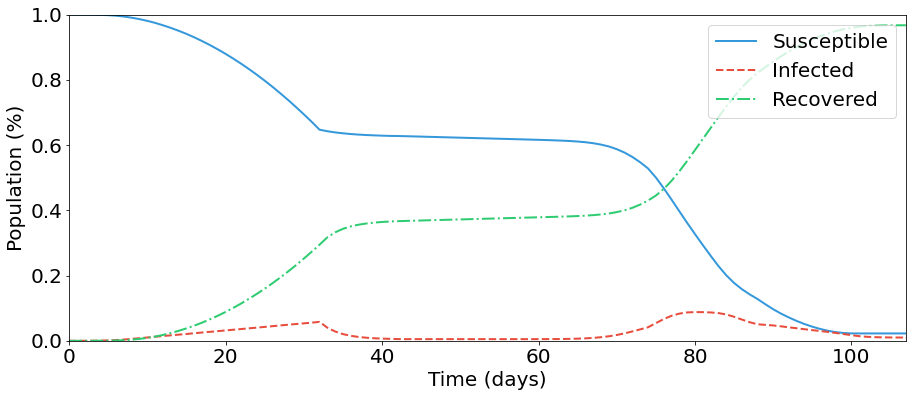 1.0
0.8
0.6
0.4
0.2
0.0
Population (%)
0 20 40 60 80 100
Time (days)
Susceptible
Infected
Recovered